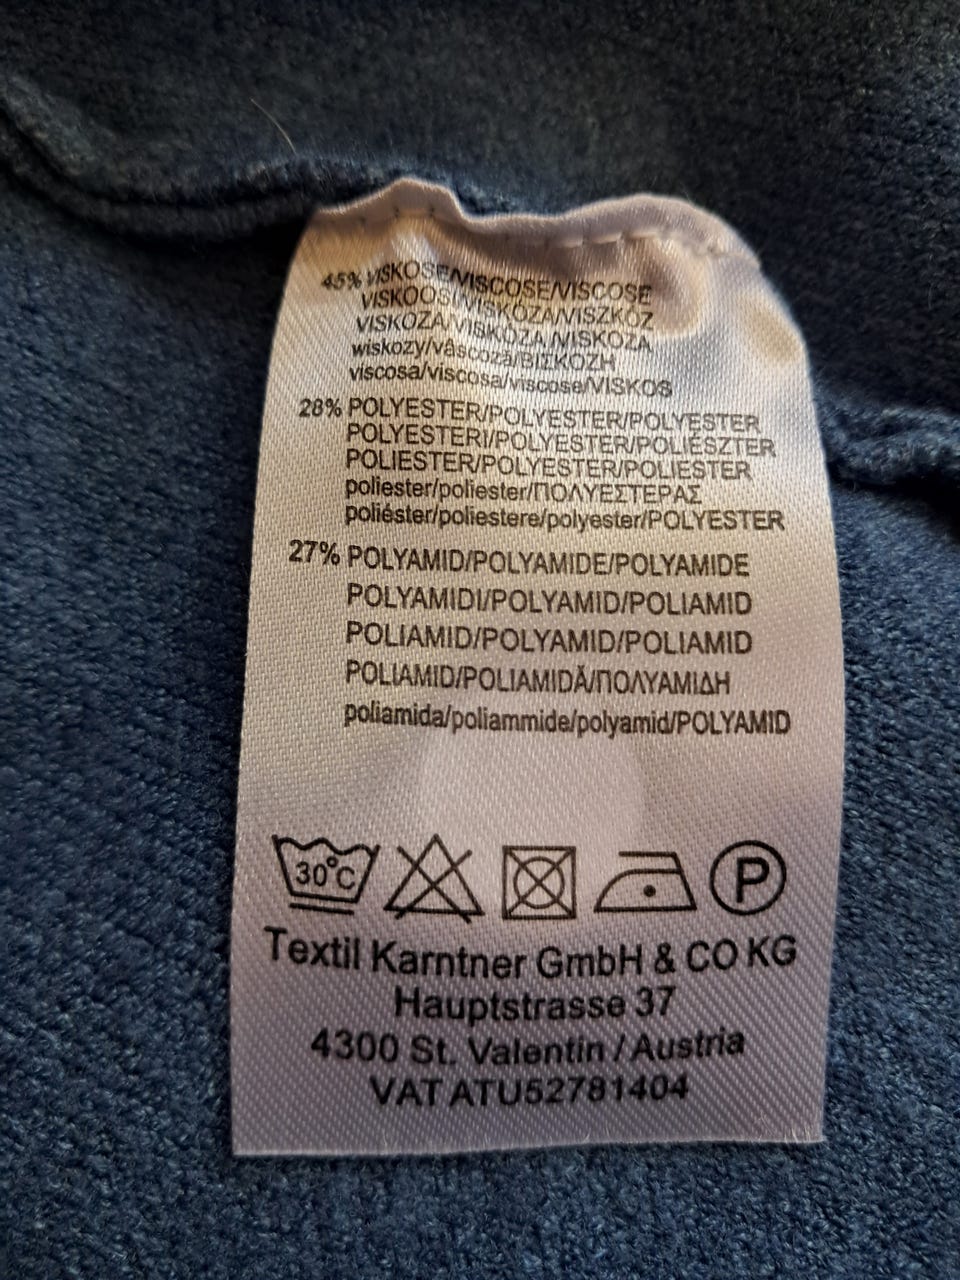 45% VISKOSE/VISCOSE/VISCOSE
VISKOOSI/VISKOZA/VISZKÓZ
VISKOZA/VISKÓZA/VISKOZA
wiskozy/vâscoză/BIZKOZH
viscosa/viscosa/viscose/VISKOS
28% POLYESTER/POLYESTER/POLYESTER
POLYESTERI/POLYESTER/POLIÉSZTER
POLIESTER/POLYESTER/POLIESTER
poliester/poliester/ΠΟΛΥΕΣΤΕΡΑΣ
poliéster/poliestere/polyester/POLYESTER
27% POLYAMID/POLYAMIDE/POLYAMIDE
POLYAMIDI/POLYAMID/POLIAMID
POLIAMID/POLYAMID/POLIAMID
POLIAMID/POLIAMIDĂ/ΠΟΛΥΑΜΙΔΗ
poliamida/poliammide/polyamid/POLYAMID
30°C P
Textil Karntner GmbH & CO KG
Hauptstrasse 37
4300 St. Valentin / Austria
VAT ATU52781404